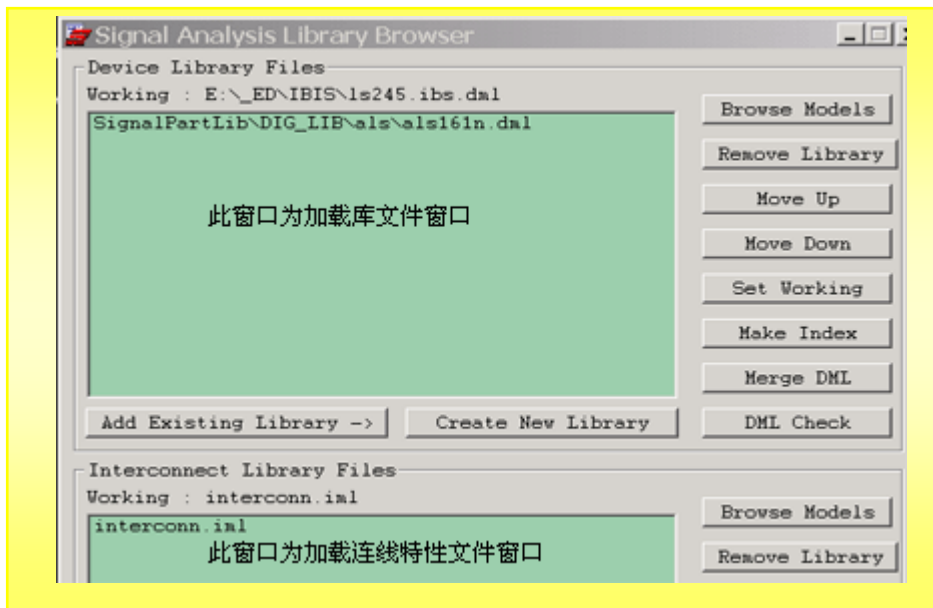 Signal Analysis Library Browser
Device Library Files
Working : E:\_ED\IBIS\ls245.ibs.dml
SignalPartLib\DIG_LIB\als\als161n.dml
此窗口为加载库文件窗口
Browse Models
Remove Library
Move Up
Move Down
Set Working
Make Index
Merge DML
Add Existing Library ->
Create New Library
DML Check
Interconnect Library Files
Working : interconn.iml
interconn.iml
此窗口为加载连线特性文件窗口
Browse Models
Remove Library